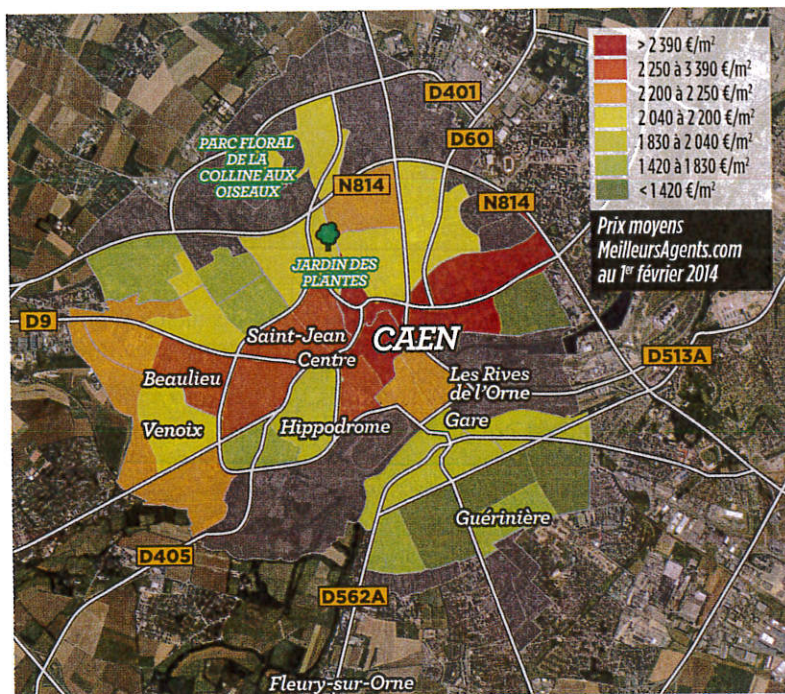 > 2 390 €/m²
2 250 à 3 390 €/m²
2 200 à 2 250 €/m²
2 040 à 2 200 €/m²
1 830 à 2 040 €/m²
1 420 à 1 830 €/m²
< 1 420 €/m²
Prix moyens
MeilleursAgents.com
au 1er février 2014
D401
D60
PARC FLORAL
DE LA
COLLINE AUX
OISEAUX
N814
N814
JARDIN DES
PLANTES
D9
Saint-Jean
CAEN
Centre
D513A
Beaulieu
Les Rives
de l'Orne
Venoix
Hippodrome
Gare
Guérinière
D405
D562A
Fleury-sur-Orne